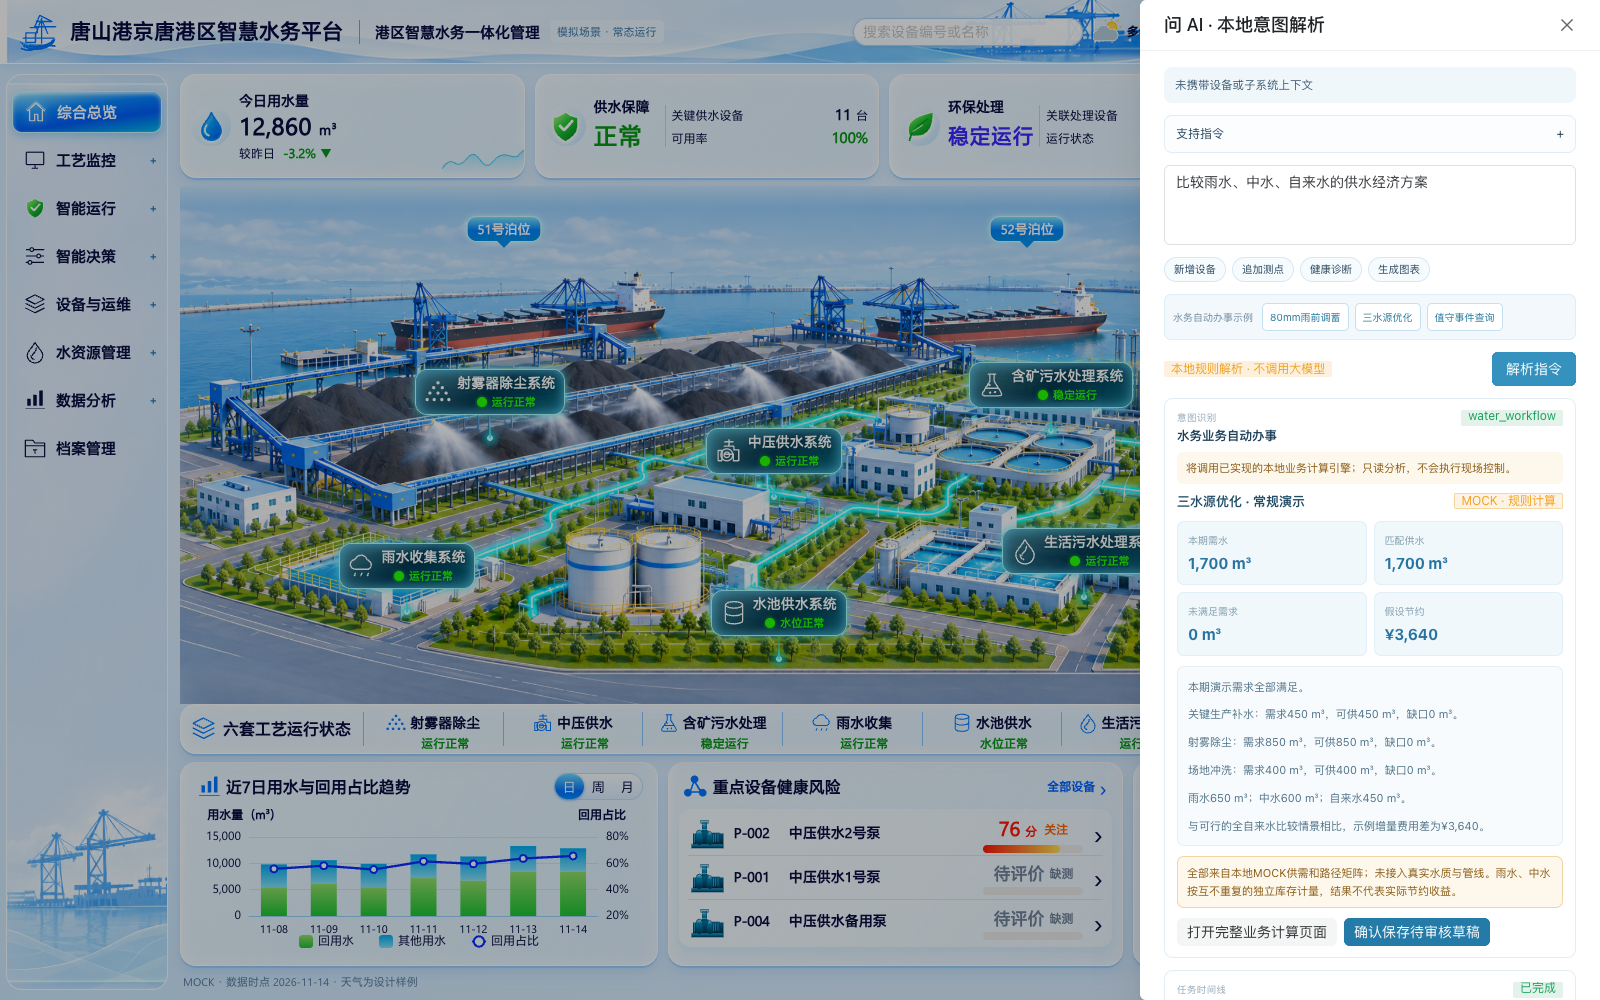 唐山港京唐港区智慧水务平台
港区智慧水务一体化管理
模拟场景 · 常态运行
搜索设备编号或名称
综合总览
工艺监控 +
智能运行 +
智能决策 +
设备与运维 +
水资源管理 +
数据分析 +
档案管理
今日用水量
12,860 m³
较昨日 -3.2% ▼
供水保障
正常
关键供水设备 11 台
可用率 100%
环保处理
稳定运行
关联处理设备
运行状态
51号泊位
52号泊位
射雾器除尘系统
运行正常
含矿污水处理系统
稳定运行
中压供水系统
运行正常
雨水收集系统
运行正常
生活污水处理系
运行正常
水池供水系统
水位正常
六套工艺运行状态
射雾器除尘
运行正常
中压供水
运行正常
含矿污水处理
稳定运行
雨水收集
运行正常
水池供水
水位正常
生活污
运行
近7日用水与回用占比趋势
日 周 月
用水量 (m³)
回用占比
15,000
10,000
5,000
0
80%
60%
40%
20%
11-08 11-09 11-10 11-11 11-12 11-13 11-14
回用水 其他用水 回用占比
重点设备健康风险
全部设备 ›
P-002 中压供水2号泵 76 分 关注
P-001 中压供水1号泵 待评价 缺测
P-004 中压供水备用泵 待评价 缺测
MOCK · 数据时点 2026-11-14 · 天气为设计样例
问 AI · 本地意图解析
未携带设备或子系统上下文
支持指令 +
比较雨水、中水、自来水的供水经济方案
新增设备 追加测点 健康诊断 生成图表
水务自动办事示例 80mm雨前调蓄 三水源优化 值守事件查询
本地规则解析 · 不调用大模型
解析指令
意图识别
water_workflow
水务业务自动办事
将调用已实现的本地业务计算引擎；只读分析，不会执行现场控制。
三水源优化 · 常规演示
MOCK · 规则计算
本期需水
1,700 m³
匹配供水
1,700 m³
未满足需求
0 m³
假设节约
¥3,640
本期演示需求全部满足。
关键生产补水：需求450 m³，可供450 m³，缺口0 m³。
射雾除尘：需求850 m³，可供850 m³，缺口0 m³。
场地冲洗：需求400 m³，可供400 m³，缺口0 m³。
雨水650 m³；中水600 m³；自来水450 m³。
与可行的全自来水比较情景相比，示例增量费用差为¥3,640。
全部来自本地MOCK供需和路径矩阵；未接入真实水质与管线。雨水、中水
按互不重复的独立库存计量，结果不代表实际节约收益。
打开完整业务计算页面
确认保存待审核草稿
任务时间线
已完成